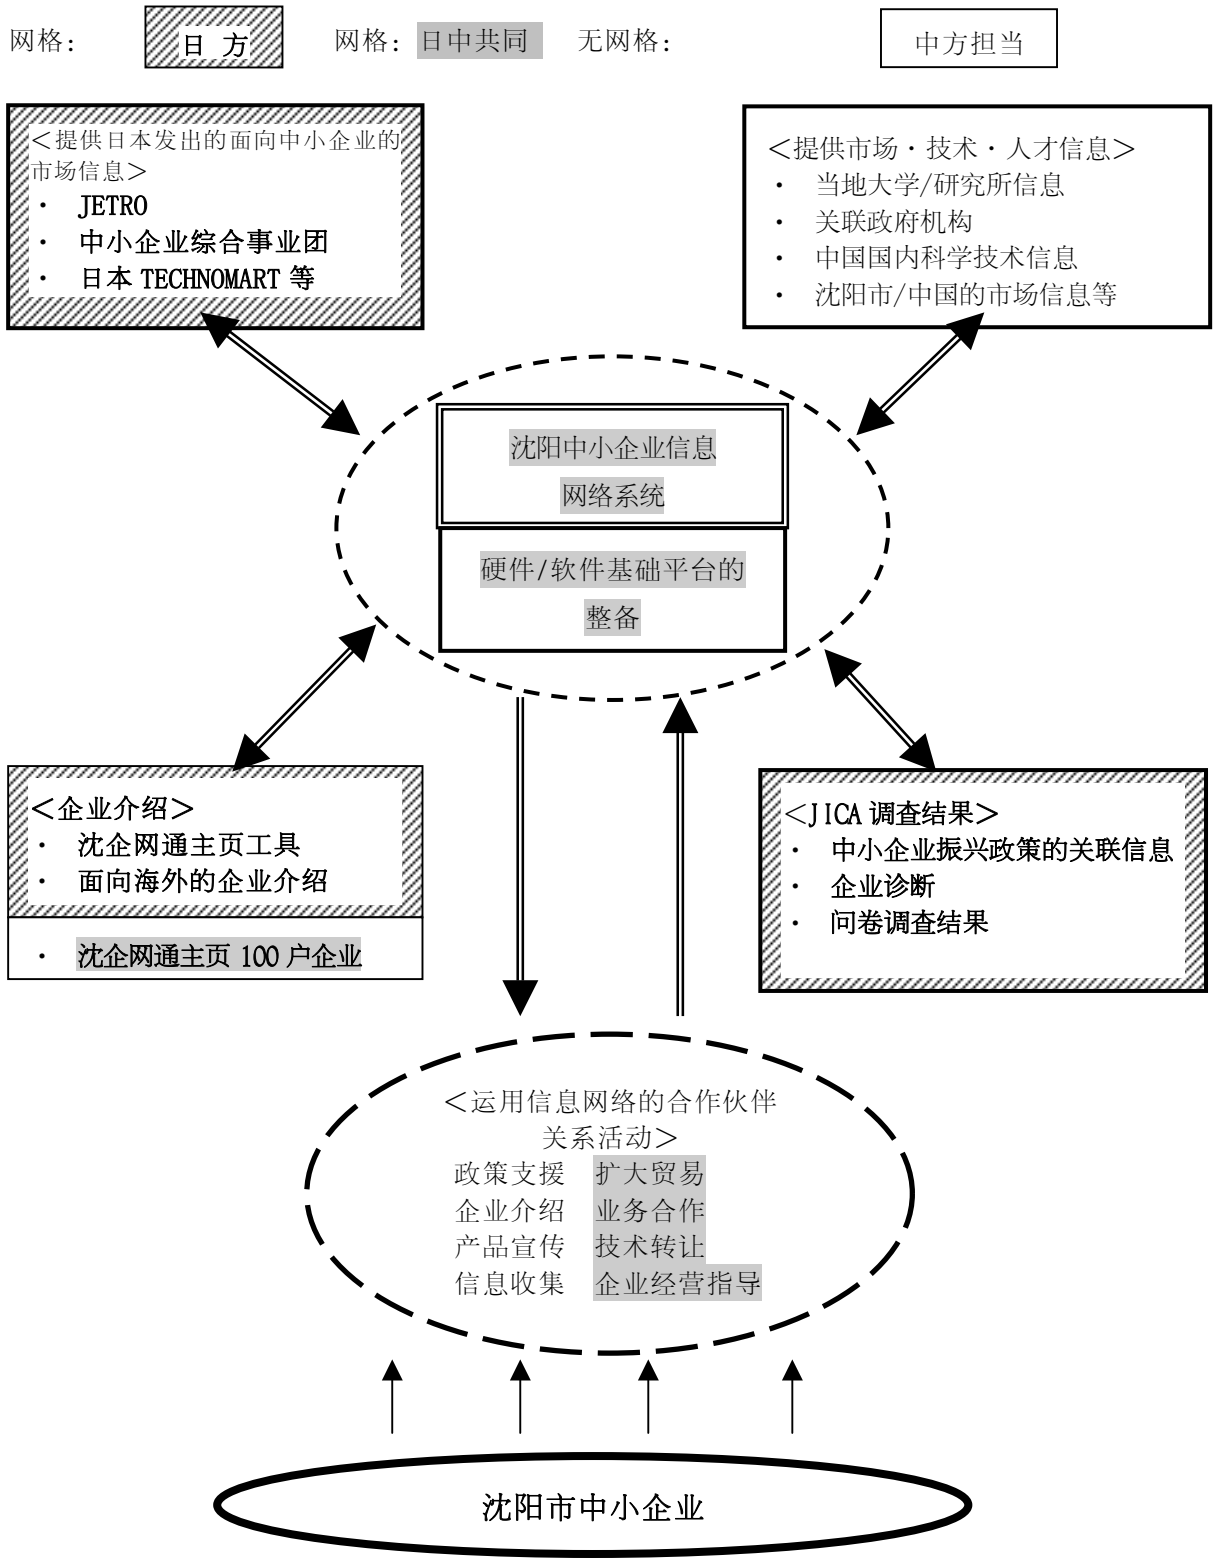 网格： 日 方 网格： 日中共同 无网格： 中方担当
＜提供日本发出的面向中小企业的
市场信息＞
· JETRO
· 中小企业综合事业团
· 日本 TECHNOMART 等
＜提供市场·技术·人才信息＞
· 当地大学/研究所信息
· 关联政府机构
· 中国国内科学技术信息
· 沈阳市/中国的市场信息等
沈阳中小企业信息
网络系统
硬件/软件基础平台的
整备
＜企业介绍＞
· 沈企网通主页工具
· 面向海外的企业介绍
· 沈企网通主页 100 户企业
＜JICA 调查结果＞
· 中小企业振兴政策的关联信息
· 企业诊断
· 问卷调查结果
＜运用信息网络的合作伙伴
关系活动＞
政策支援 扩大贸易
企业介绍 业务合作
产品宣传 技术转让
信息收集 企业经营指导
沈阳市中小企业